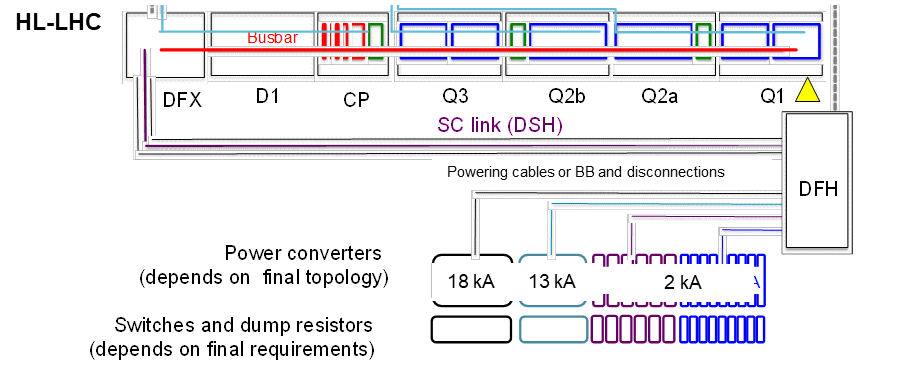 HL-LHC
Busbar
DFX
D1
CP
Q3
Q2b
Q2a
Q1
SC link (DSH)
Powering cables or BB and disconnections
DFH
Power converters
(depends on final topology)
18 kA
13 kA
2 kA
Switches and dump resistors
(depends on final requirements)